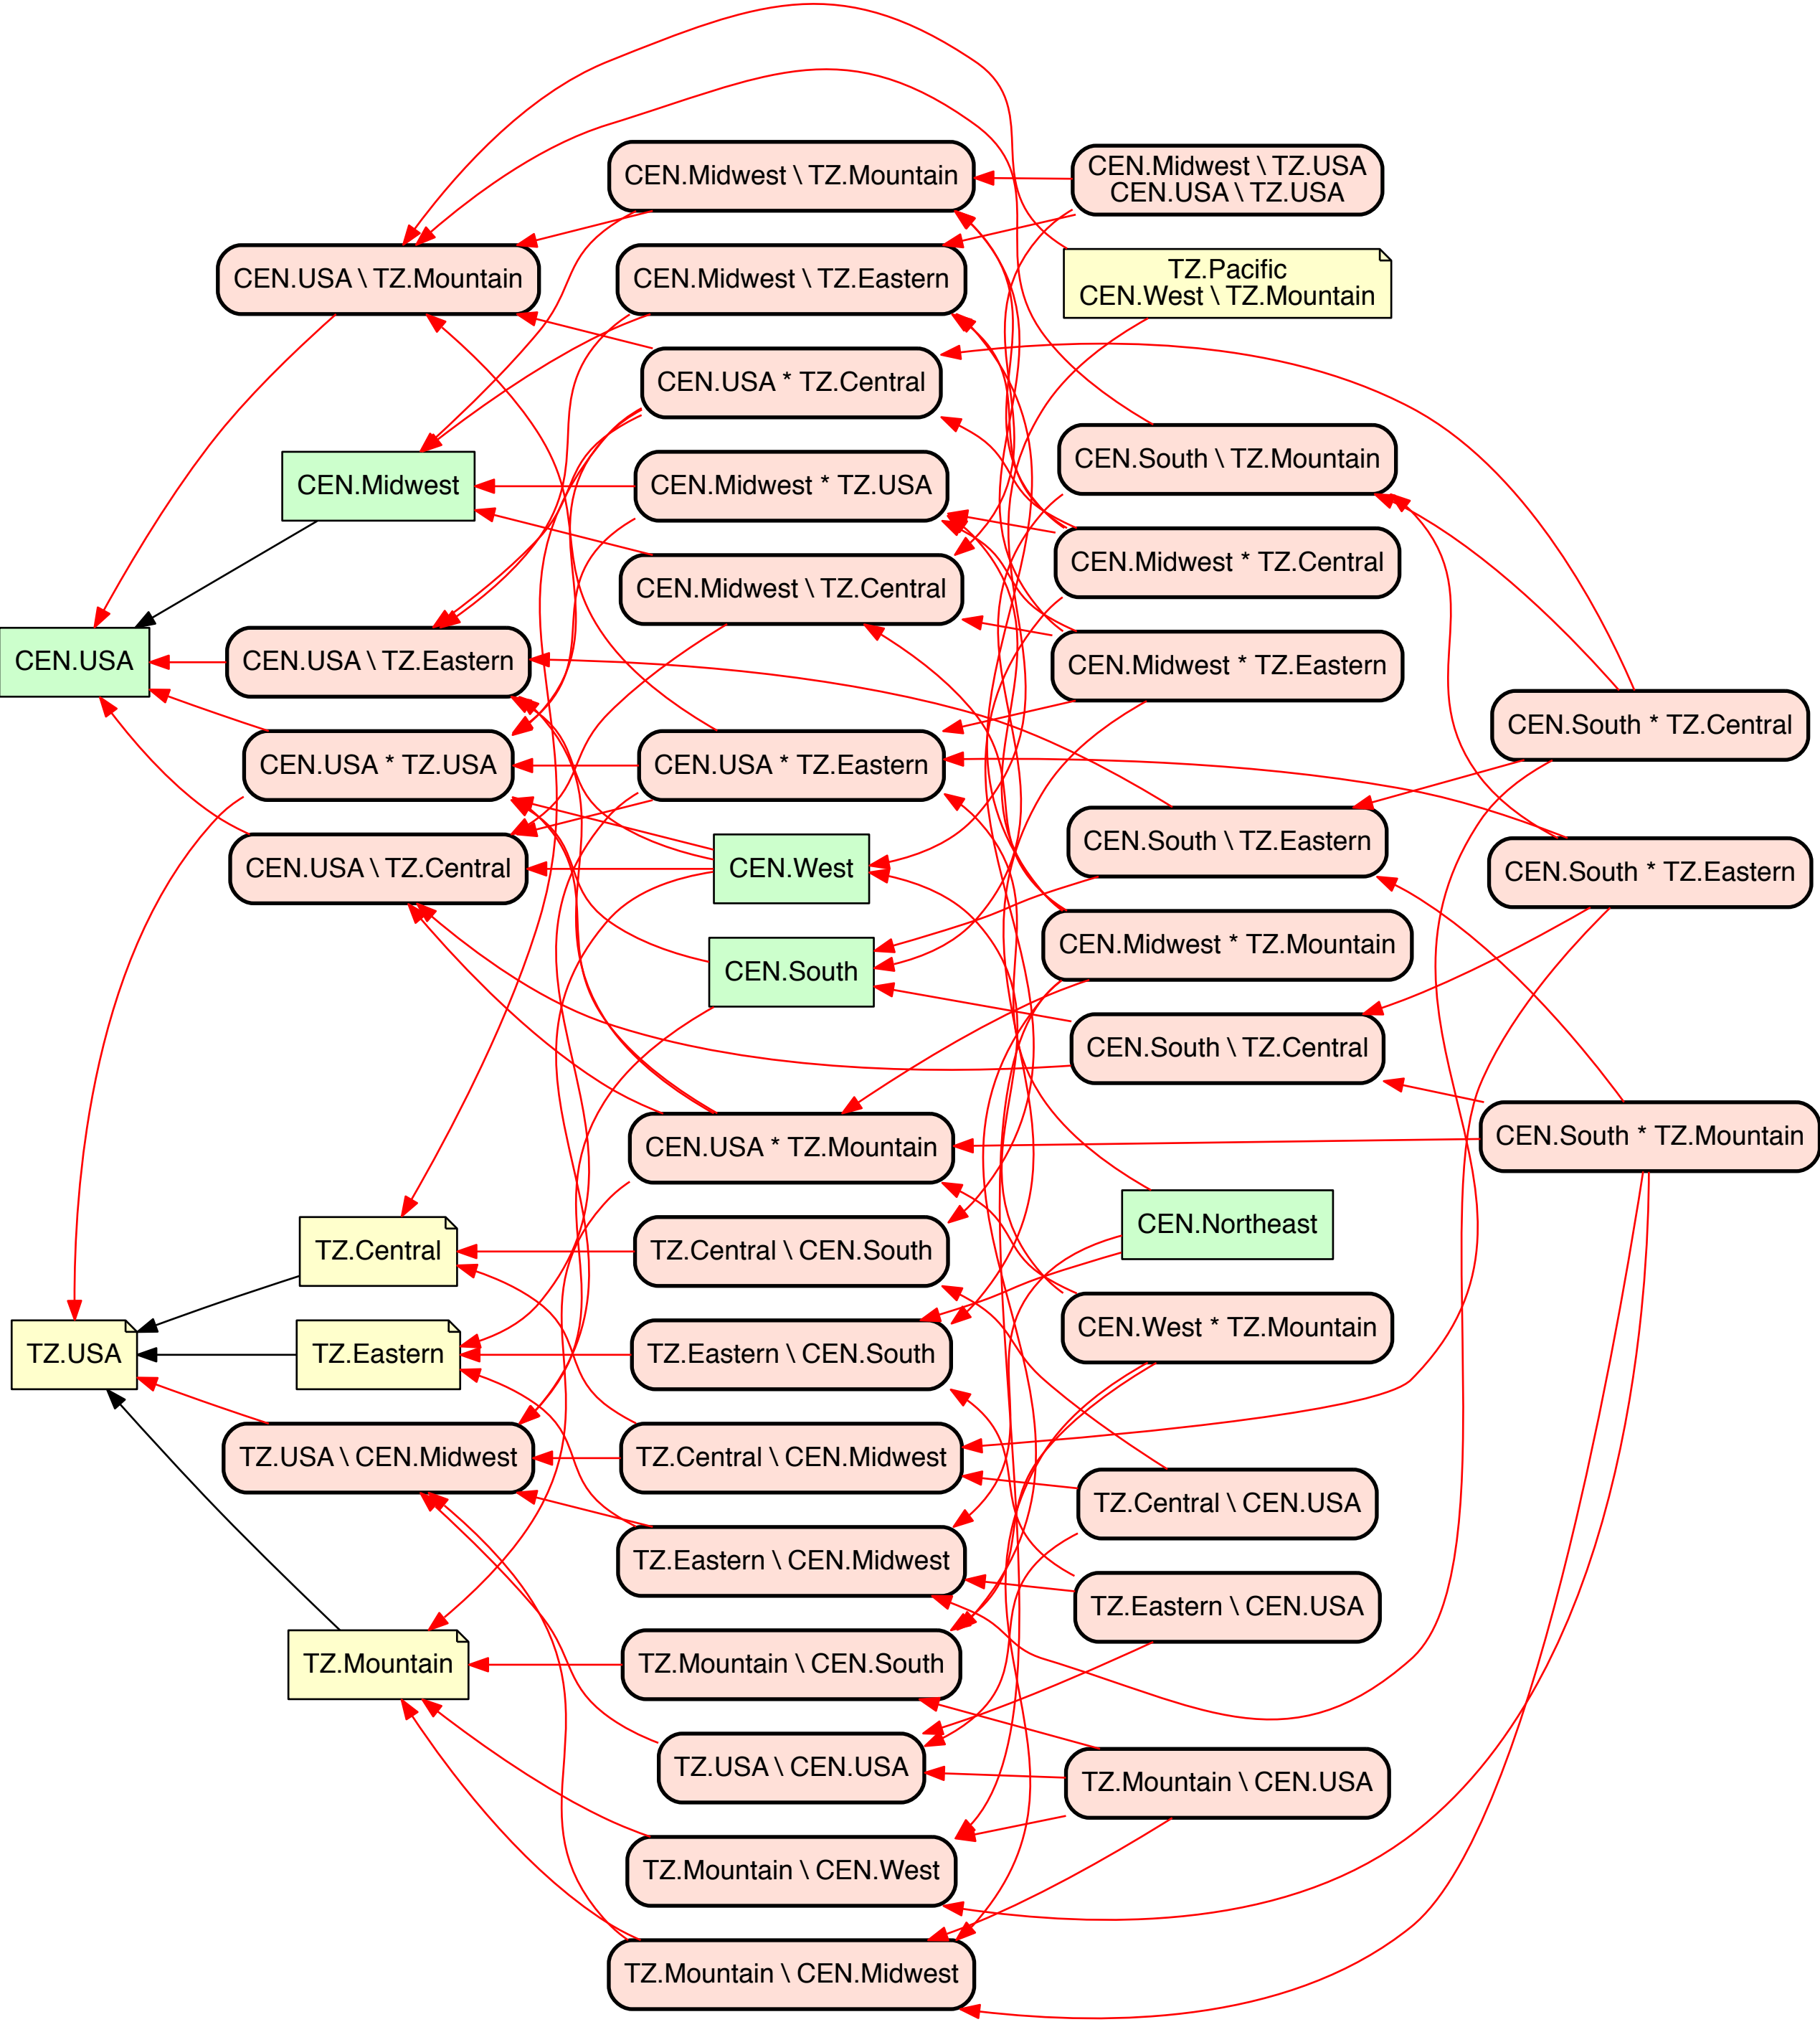 CEN.Midwest \ TZ.Mountain
CEN.Midwest \ TZ.USA
CEN.USA \ TZ.USA
CEN.USA \ TZ.Mountain
CEN.Midwest \ TZ.Eastern
TZ.Pacific
CEN.West \ TZ.Mountain
CEN.USA * TZ.Central
CEN.South \ TZ.Mountain
CEN.Midwest
CEN.Midwest * TZ.USA
CEN.Midwest * TZ.Central
CEN.Midwest \ TZ.Central
CEN.USA
CEN.USA \ TZ.Eastern
CEN.Midwest * TZ.Eastern
CEN.South * TZ.Central
CEN.USA * TZ.USA
CEN.USA * TZ.Eastern
CEN.South \ TZ.Eastern
CEN.USA \ TZ.Central
CEN.West
CEN.South * TZ.Eastern
CEN.Midwest * TZ.Mountain
CEN.South
CEN.South \ TZ.Central
CEN.USA * TZ.Mountain
CEN.South * TZ.Mountain
CEN.Northeast
TZ.Central
TZ.Central \ CEN.South
CEN.West * TZ.Mountain
TZ.USA
TZ.Eastern
TZ.Eastern \ CEN.South
TZ.USA \ CEN.Midwest
TZ.Central \ CEN.Midwest
TZ.Central \ CEN.USA
TZ.Eastern \ CEN.Midwest
TZ.Eastern \ CEN.USA
TZ.Mountain
TZ.Mountain \ CEN.South
TZ.USA \ CEN.USA
TZ.Mountain \ CEN.USA
TZ.Mountain \ CEN.West
TZ.Mountain \ CEN.Midwest